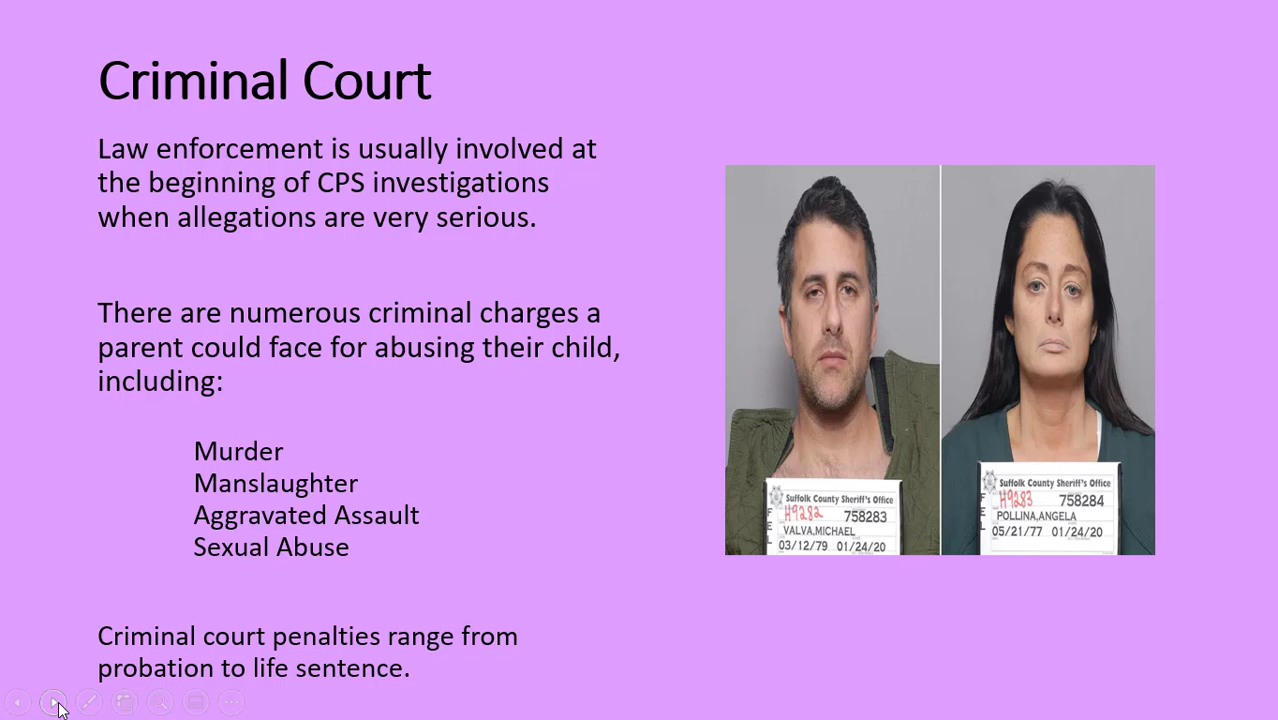 Criminal Court
Law enforcement is usually involved at
the beginning of CPS investigations
when allegations are very serious.
There are numerous criminal charges a
parent could face for abusing their child,
including:
Murder
Manslaughter
Aggravated Assault
Sexual Abuse
Criminal court penalties range from
probation to life sentence.
Suffolk County Sheriff's Office
H9282 758283
FEL
VALVA,MICHAEL
03/12/79 01/24/20
Suffolk County Sheriff's Office
H9283 758284
FEL
POLLINA,ANGELA
05/21/77 01/24/20